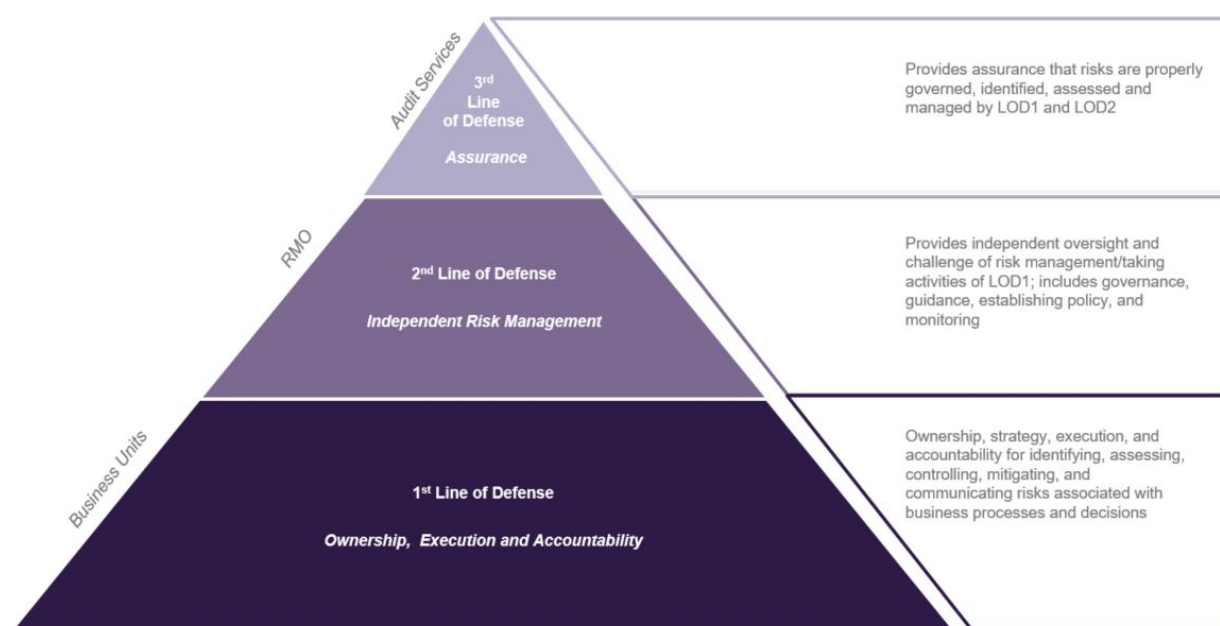 Audit Services
3rd
Line
of Defense
Assurance
Provides assurance that risks are properly
governed, identified, assessed and
managed by LOD1 and LOD2
RMO
2nd Line of Defense
Independent Risk Management
Provides independent oversight and
challenge of risk management/taking
activities of LOD1; includes governance,
guidance, establishing policy, and
monitoring
Business Units
1st Line of Defense
Ownership, Execution and Accountability
Ownership, strategy, execution, and
accountability for identifying, assessing,
controlling, mitigating, and
communicating risks associated with
business processes and decisions